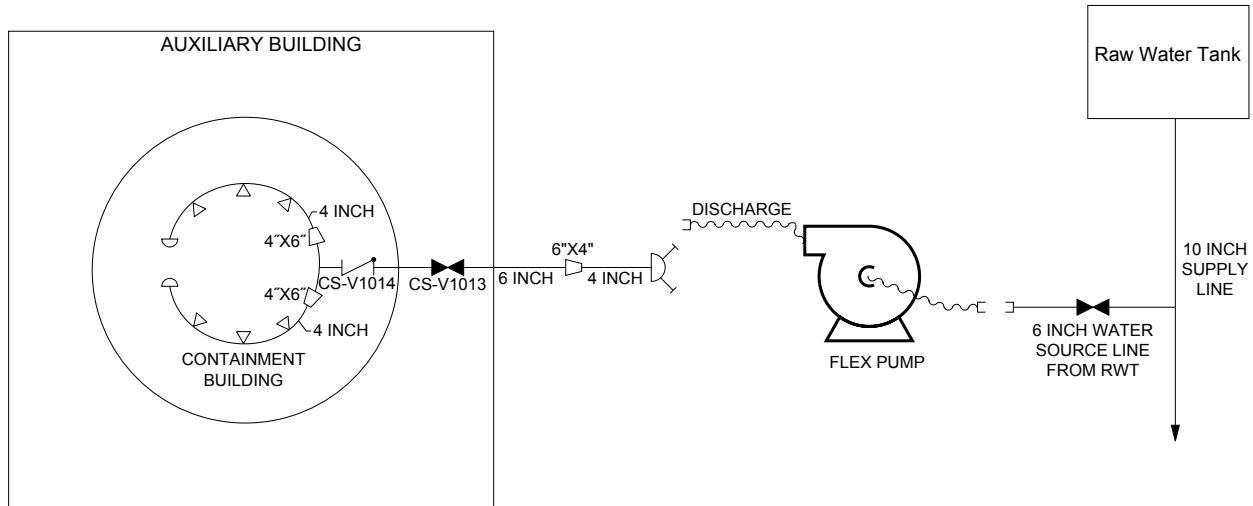 AUXILIARY BUILDING
Raw Water Tank
4 INCH
4"X6"
CS-V1014
CS-V1013
6 INCH
6"X4"
4 INCH
DISCHARGE
10 INCH
SUPPLY
LINE
4"X6"
4 INCH
CONTAINMENT
BUILDING
FLEX PUMP
6 INCH WATER
SOURCE LINE
FROM RWT